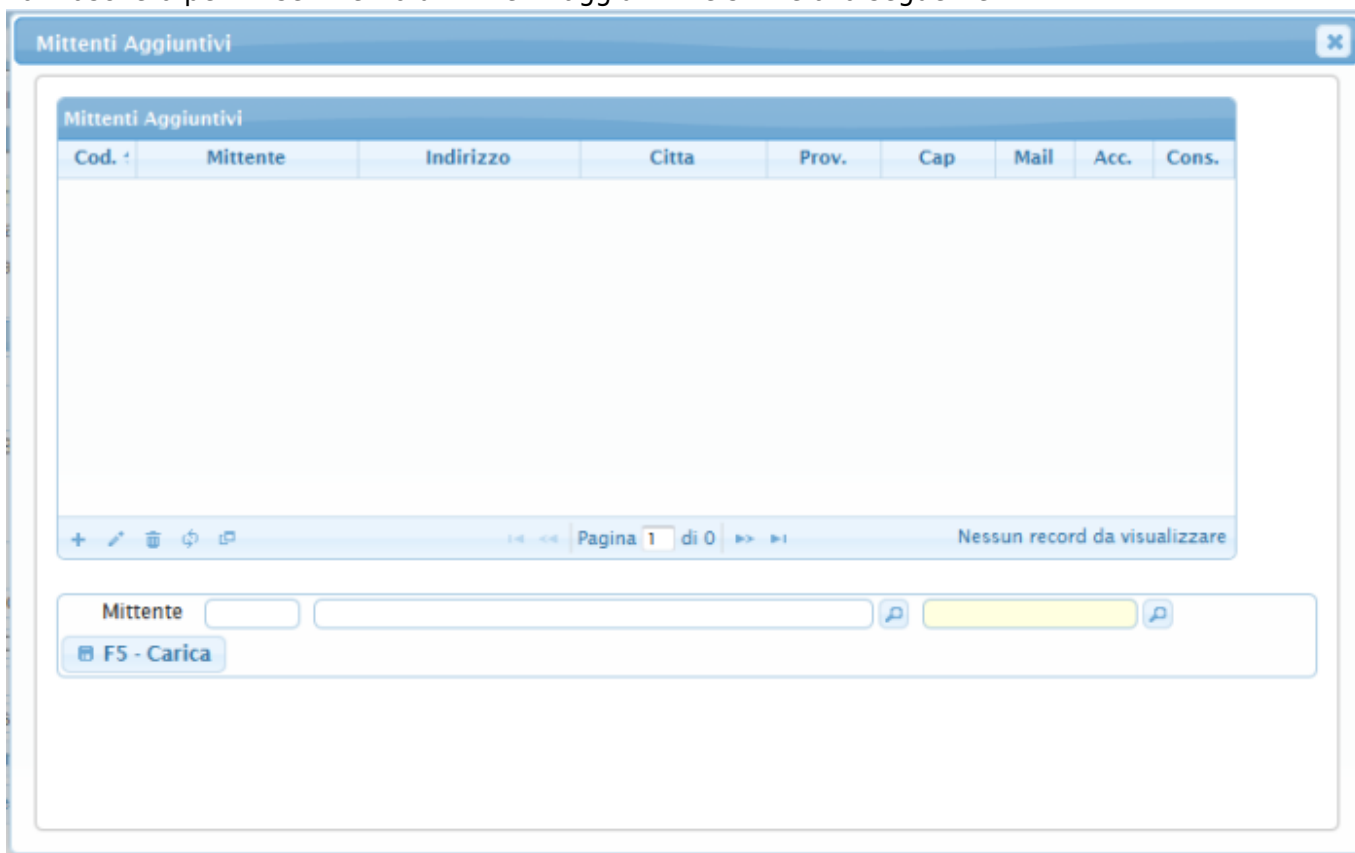 Mittenti Aggiuntivi
Mittenti Aggiuntivi
Cod. Mittente Indirizzo Citta Prov. Cap Mail Acc. Cons.
Pagina 1 di 0 Nessun record da visualizzare
Mittente
F5 - Carica